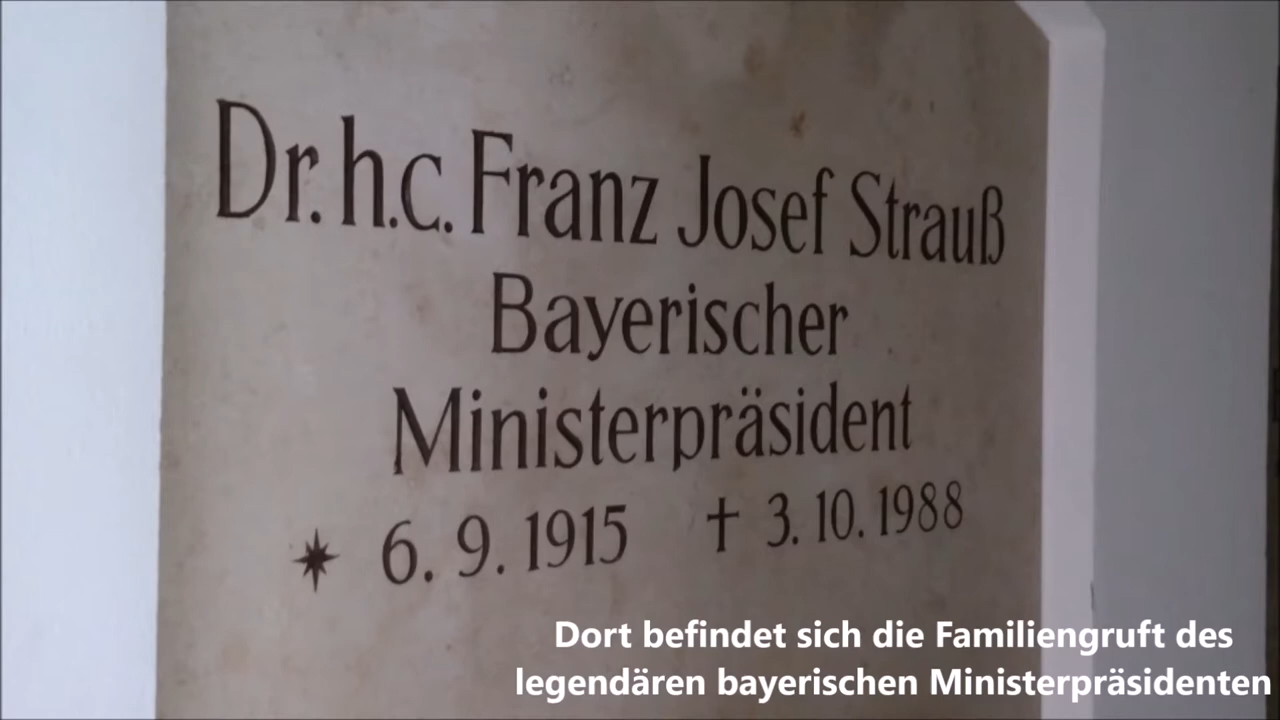 Dr. h.c. Franz Josef Strauß
Bayerischer
Ministerpräsident
* 6. 9. 1915 † 3. 10. 1988
Dort befindet sich die Familiengruft des
legendären bayerischen Ministerpräsidenten